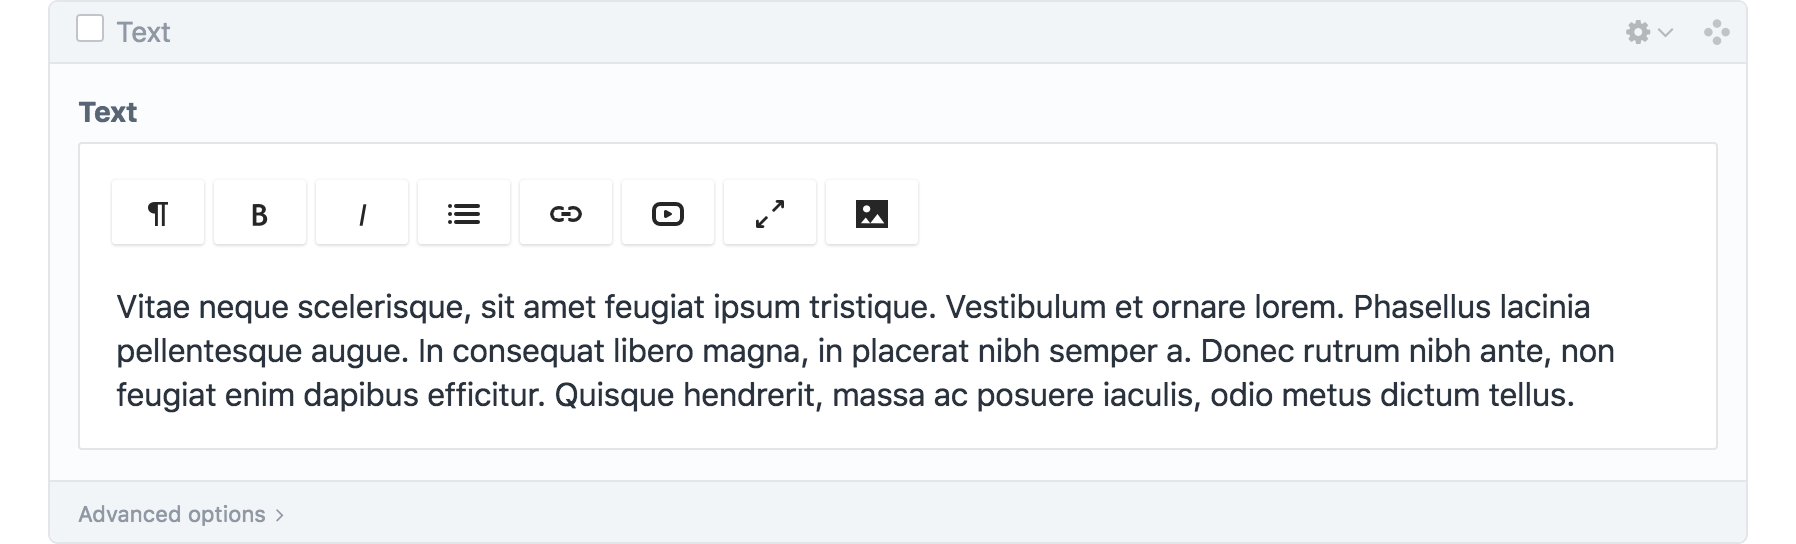 Text
Text
Vitae neque scelerisque, sit amet feugiat ipsum tristique. Vestibulum et ornare lorem. Phasellus lacinia
pellentesque augue. In consequat libero magna, in placerat nibh semper a. Donec rutrum nibh ante, non
feugiat enim dapibus efficitur. Quisque hendrerit, massa ac posuere iaculis, odio metus dictum tellus.
Advanced options